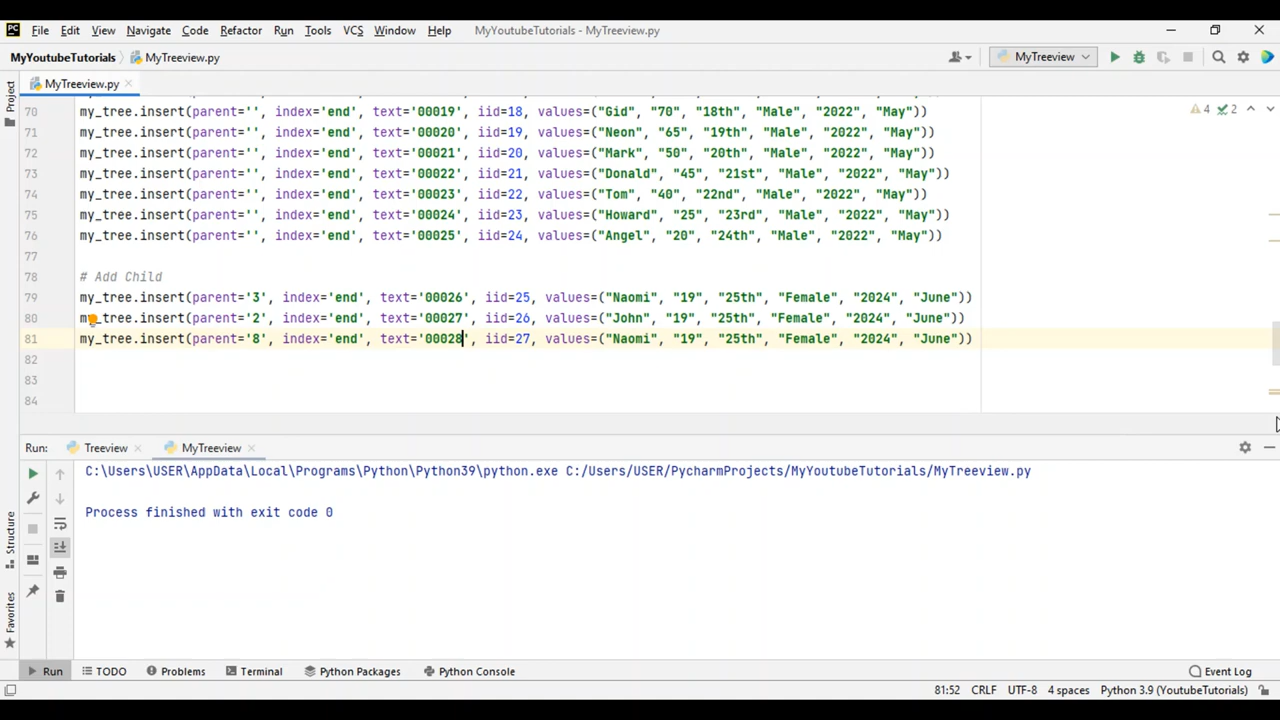 PC File Edit View Navigate Code Refactor Run Tools VCS Window Help MyYoutubeTutorials - MyTreeview.py
MyYoutubeTutorials MyTreeview.py MyTreeview
Project
MyTreeview.py
4 2
70 my_tree.insert(parent='', index='end', text='00019', iid=18, values=("Gid", "70", "18th", "Male", "2022", "May"))
71 my_tree.insert(parent='', index='end', text='00020', iid=19, values=("Neon", "65", "19th", "Male", "2022", "May"))
72 my_tree.insert(parent='', index='end', text='00021', iid=20, values=("Mark", "50", "20th", "Male", "2022", "May"))
73 my_tree.insert(parent='', index='end', text='00022', iid=21, values=("Donald", "45", "21st", "Male", "2022", "May"))
74 my_tree.insert(parent='', index='end', text='00023', iid=22, values=("Tom", "40", "22nd", "Male", "2022", "May"))
75 my_tree.insert(parent='', index='end', text='00024', iid=23, values=("Howard", "25", "23rd", "Male", "2022", "May"))
76 my_tree.insert(parent='', index='end', text='00025', iid=24, values=("Angel", "20", "24th", "Male", "2022", "May"))
77
78 # Add Child
79 my_tree.insert(parent='3', index='end', text='00026', iid=25, values=("Naomi", "19", "25th", "Female", "2024", "June"))
80 my_tree.insert(parent='2', index='end', text='00027', iid=26, values=("John", "19", "25th", "Female", "2024", "June"))
81 my_tree.insert(parent='8', index='end', text='00028', iid=27, values=("Naomi", "19", "25th", "Female", "2024", "June"))
82
83
84
Run: Treeview MyTreeview
C:\Users\USER\AppData\Local\Programs\Python\Python39\python.exe C:/Users/USER/PycharmProjects/MyYoutubeTutorials/MyTreeview.py
Process finished with exit code 0
Structure
Favorites
Run TODO Problems Terminal Python Packages Python Console Event Log
81:52 CRLF UTF-8 4 spaces Python 3.9 (YoutubeTutorials)